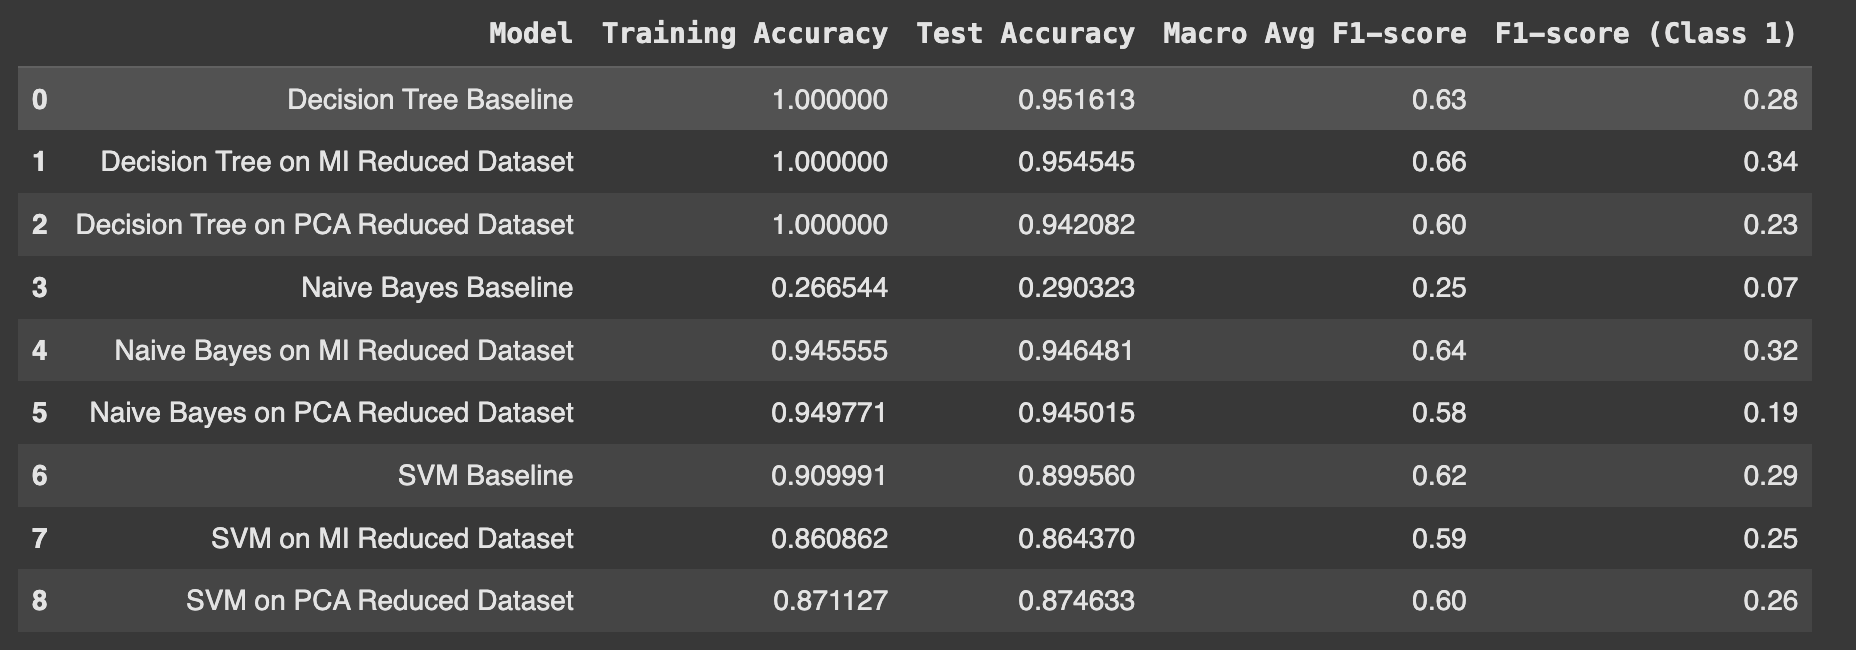 Model Training Accuracy Test Accuracy Macro Avg F1-score F1-score (Class 1)
0 Decision Tree Baseline 1.000000 0.951613 0.63 0.28
1 Decision Tree on MI Reduced Dataset 1.000000 0.954545 0.66 0.34
2 Decision Tree on PCA Reduced Dataset 1.000000 0.942082 0.60 0.23
3 Naive Bayes Baseline 0.266544 0.290323 0.25 0.07
4 Naive Bayes on MI Reduced Dataset 0.945555 0.946481 0.64 0.32
5 Naive Bayes on PCA Reduced Dataset 0.949771 0.945015 0.58 0.19
6 SVM Baseline 0.909991 0.899560 0.62 0.29
7 SVM on MI Reduced Dataset 0.860862 0.864370 0.59 0.25
8 SVM on PCA Reduced Dataset 0.871127 0.874633 0.60 0.26